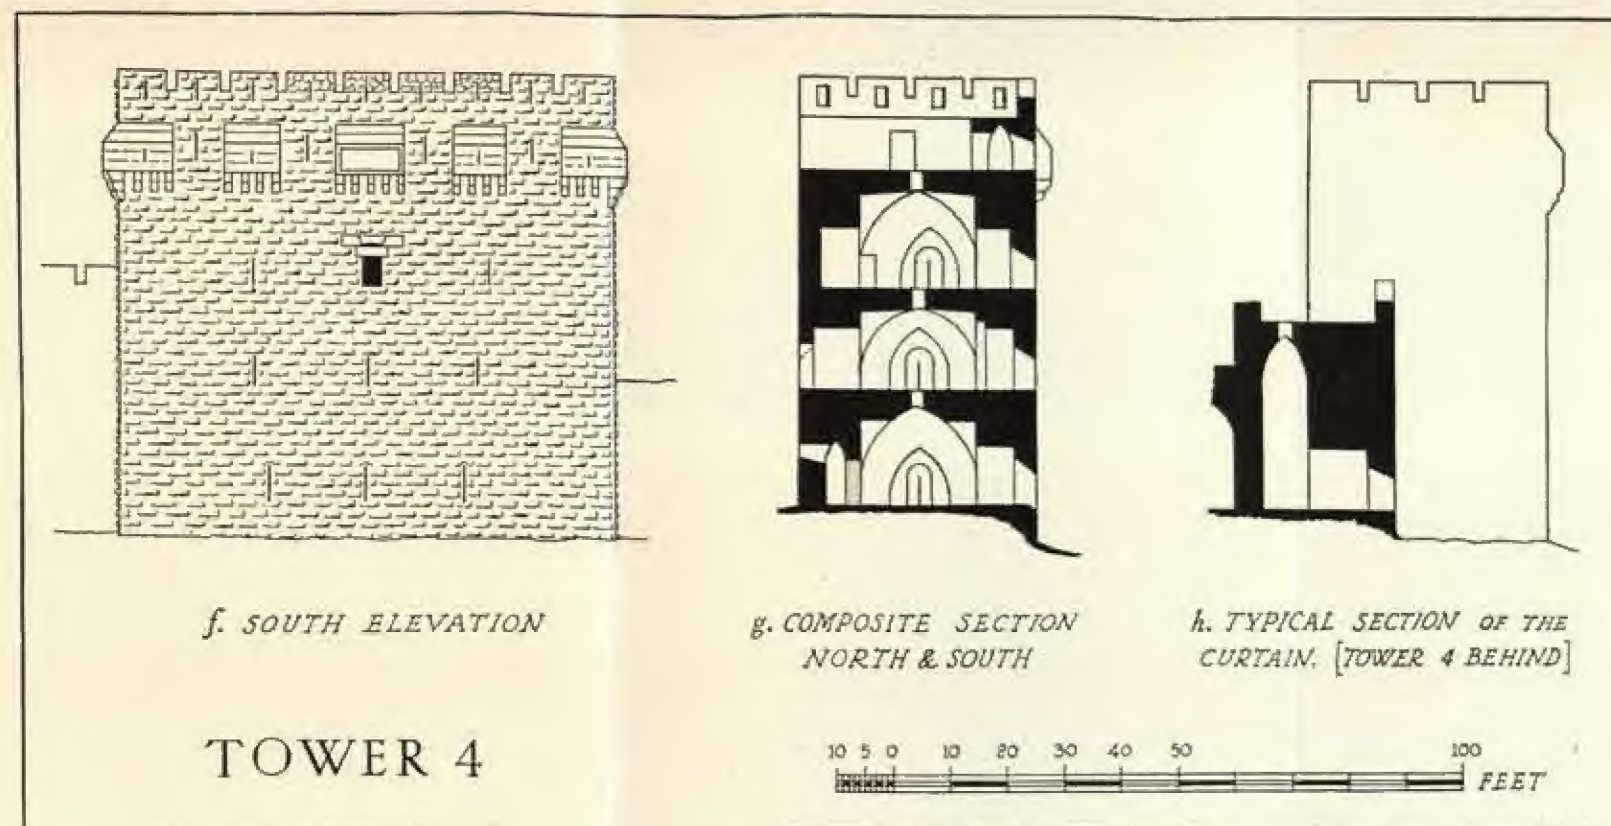 f. SOUTH ELEVATION
g. COMPOSITE SECTION
NORTH & SOUTH
h. TYPICAL SECTION OF THE
CURTAIN. [TOWER 4 BEHIND]
TOWER 4
10 5 0 10 20 30 40 50 100
FEET